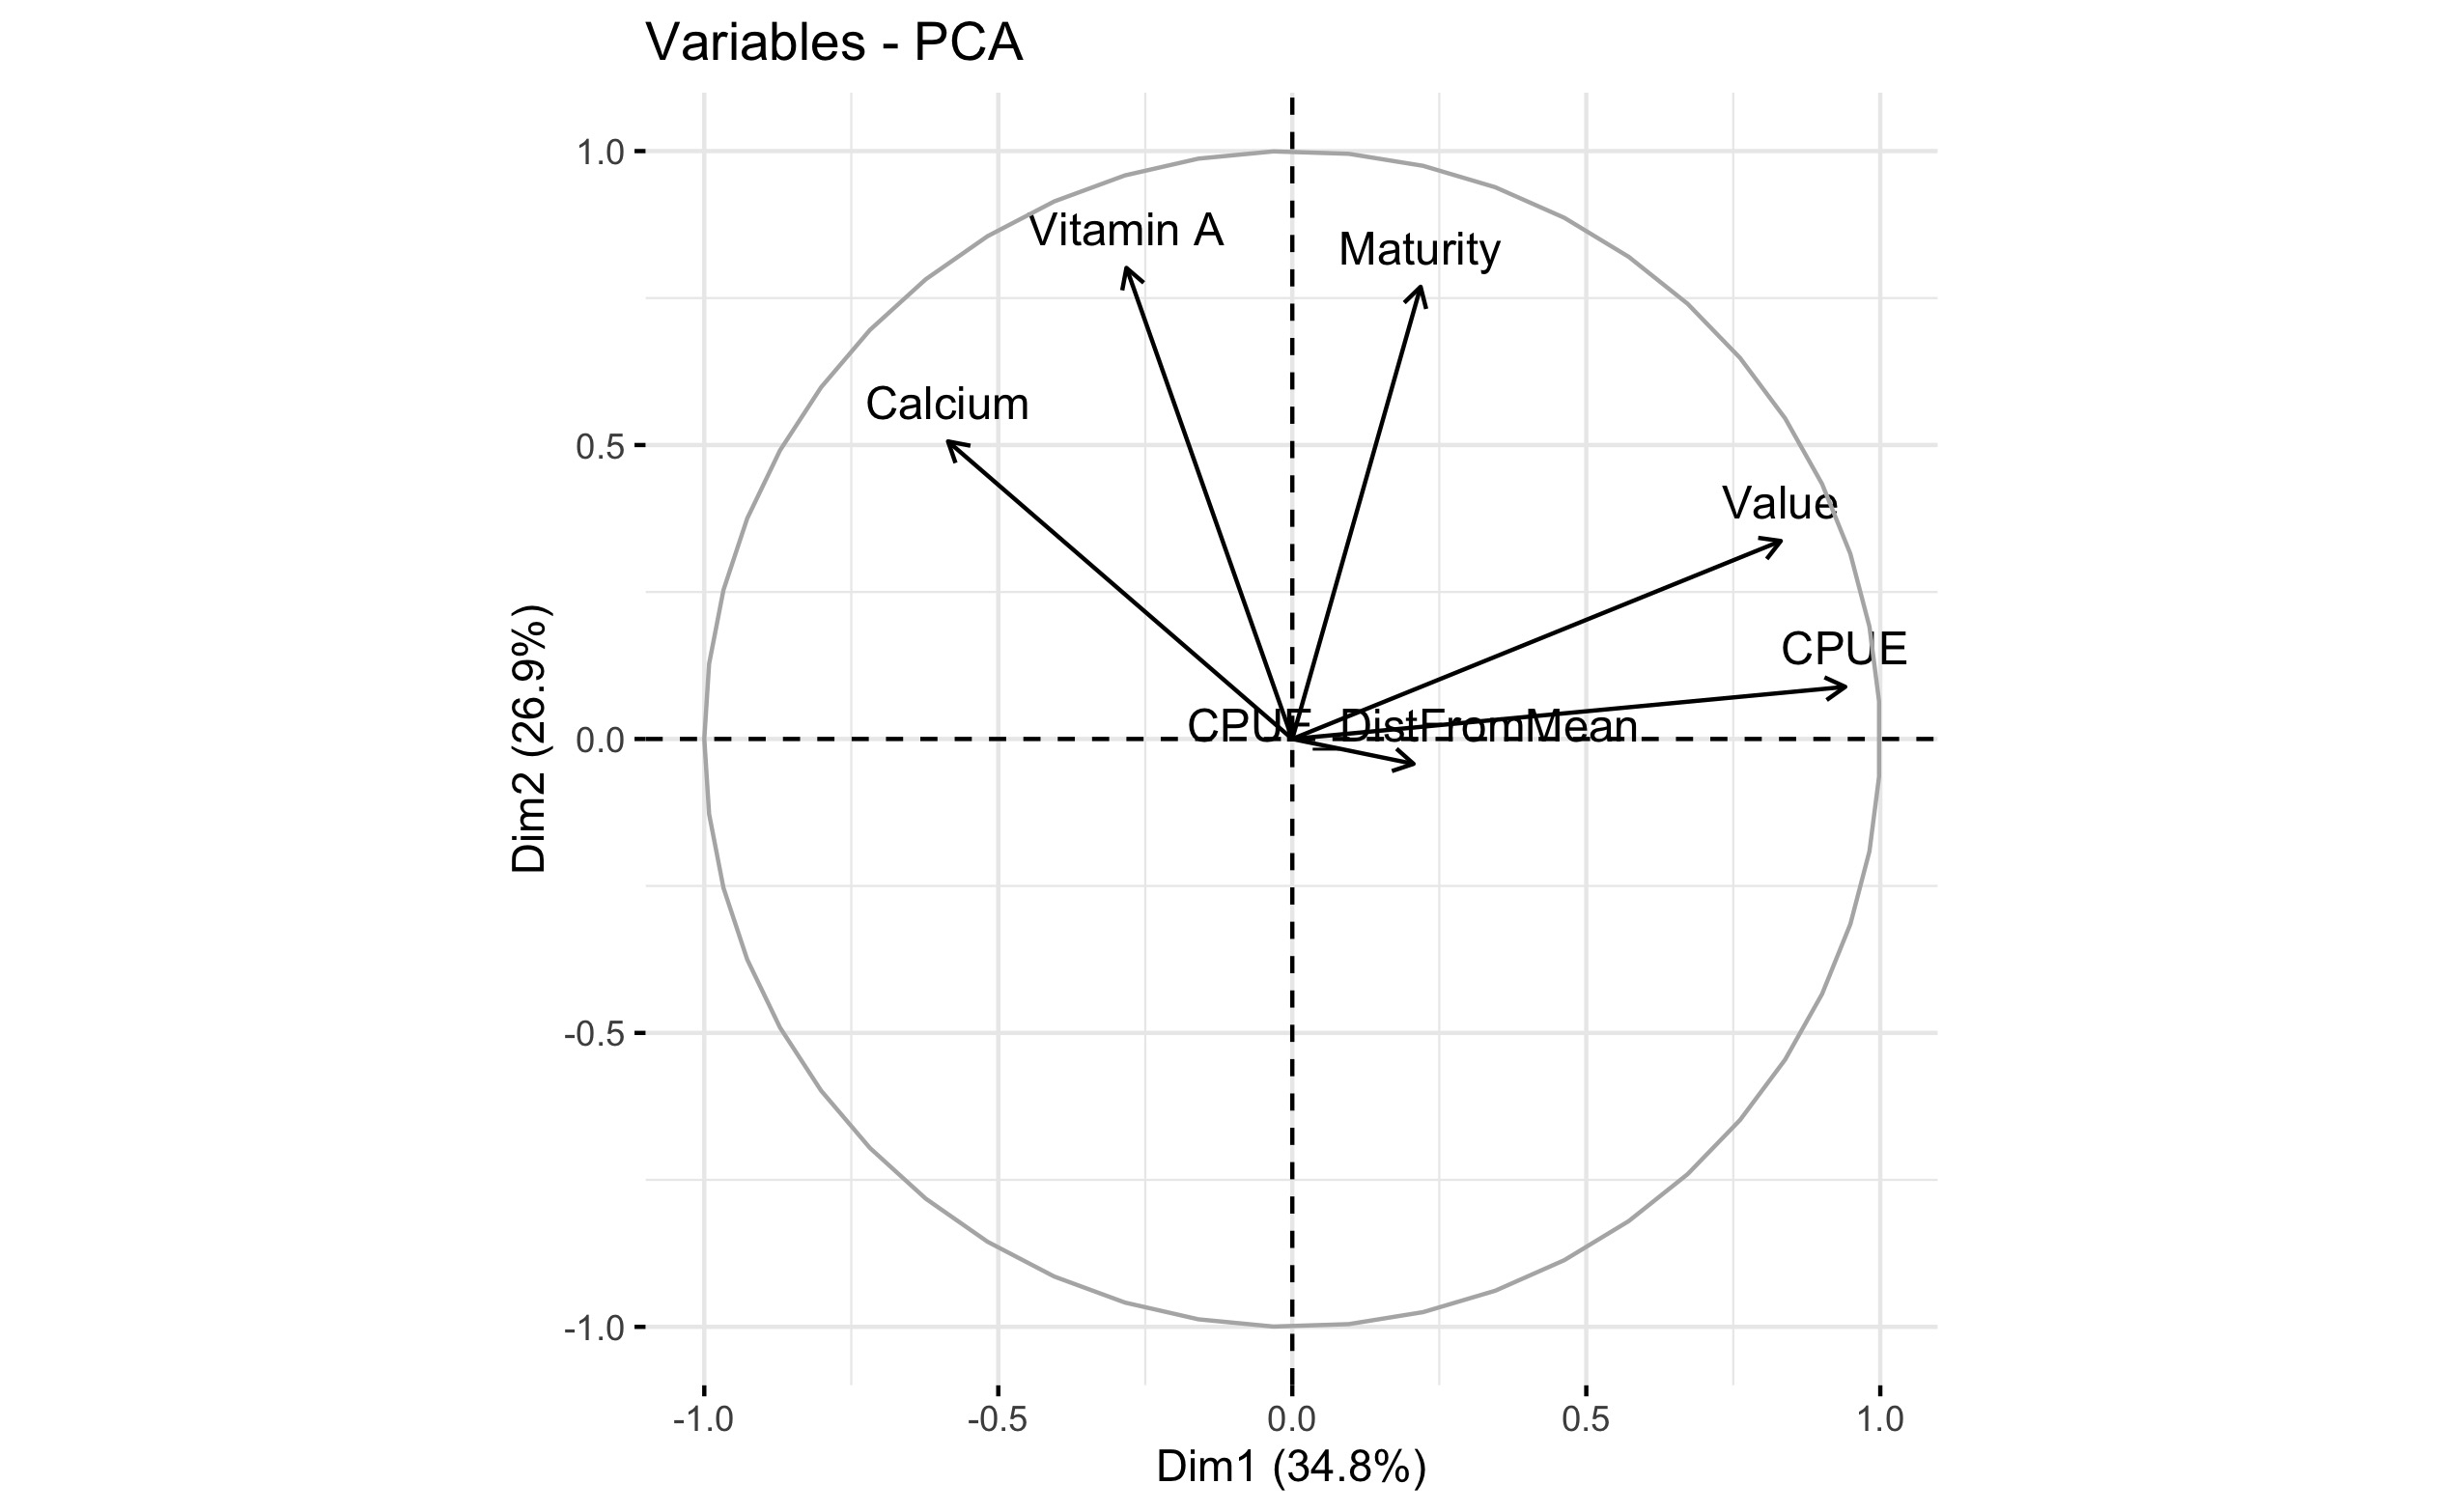 Variables - PCA
1.0
Vitamin A
Maturity
Calcium
0.5
Value
CPUE
CPUE_DistFromMean
0.0
Dim2 (26.9%)
-0.5
-1.0
-1.0 -0.5 0.0 0.5 1.0
Dim1 (34.8%)